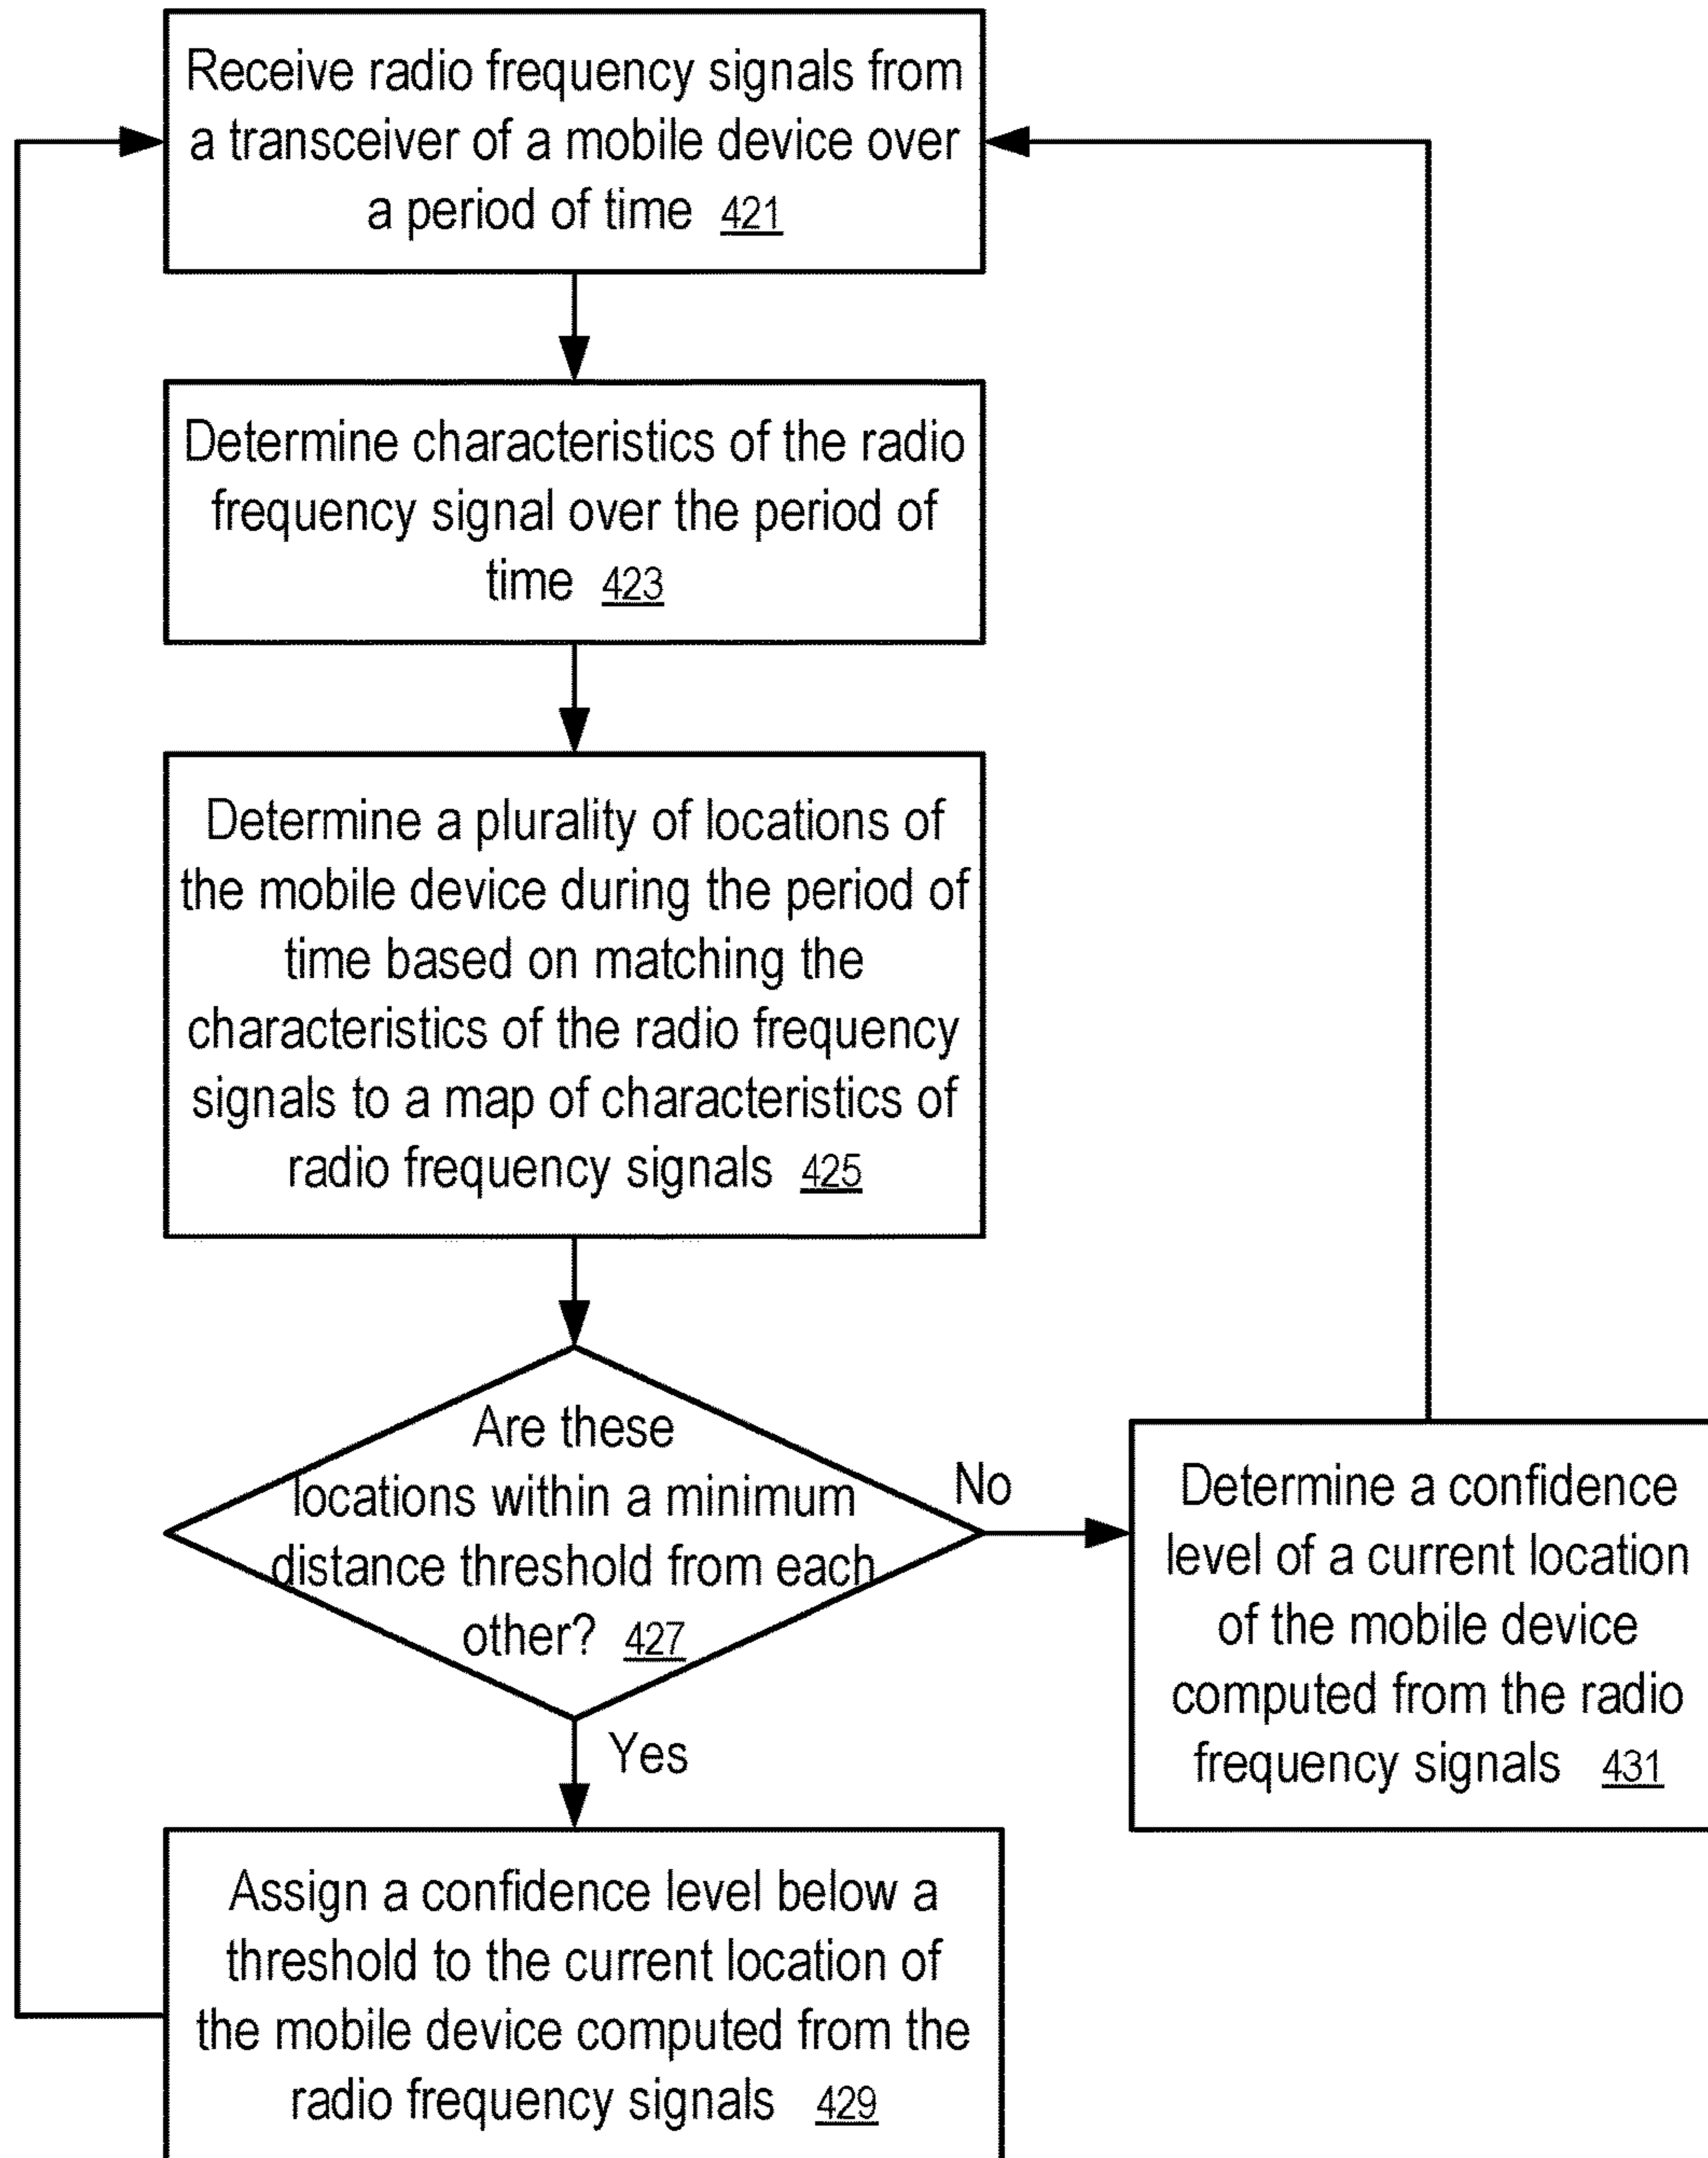 Receive radio frequency signals from
a transceiver of a mobile device over
a period of time 421
Determine characteristics of the radio
frequency signal over the period of
time 423
Determine a plurality of locations of
the mobile device during the period of
time based on matching the
characteristics of the radio frequency
signals to a map of characteristics of
radio frequency signals 425
Are these
locations within a minimum
distance threshold from each
other? 427
No
Determine a confidence
level of a current location
of the mobile device
computed from the radio
frequency signals 431
Yes
Assign a confidence level below a
threshold to the current location of
the mobile device computed from the
radio frequency signals 429